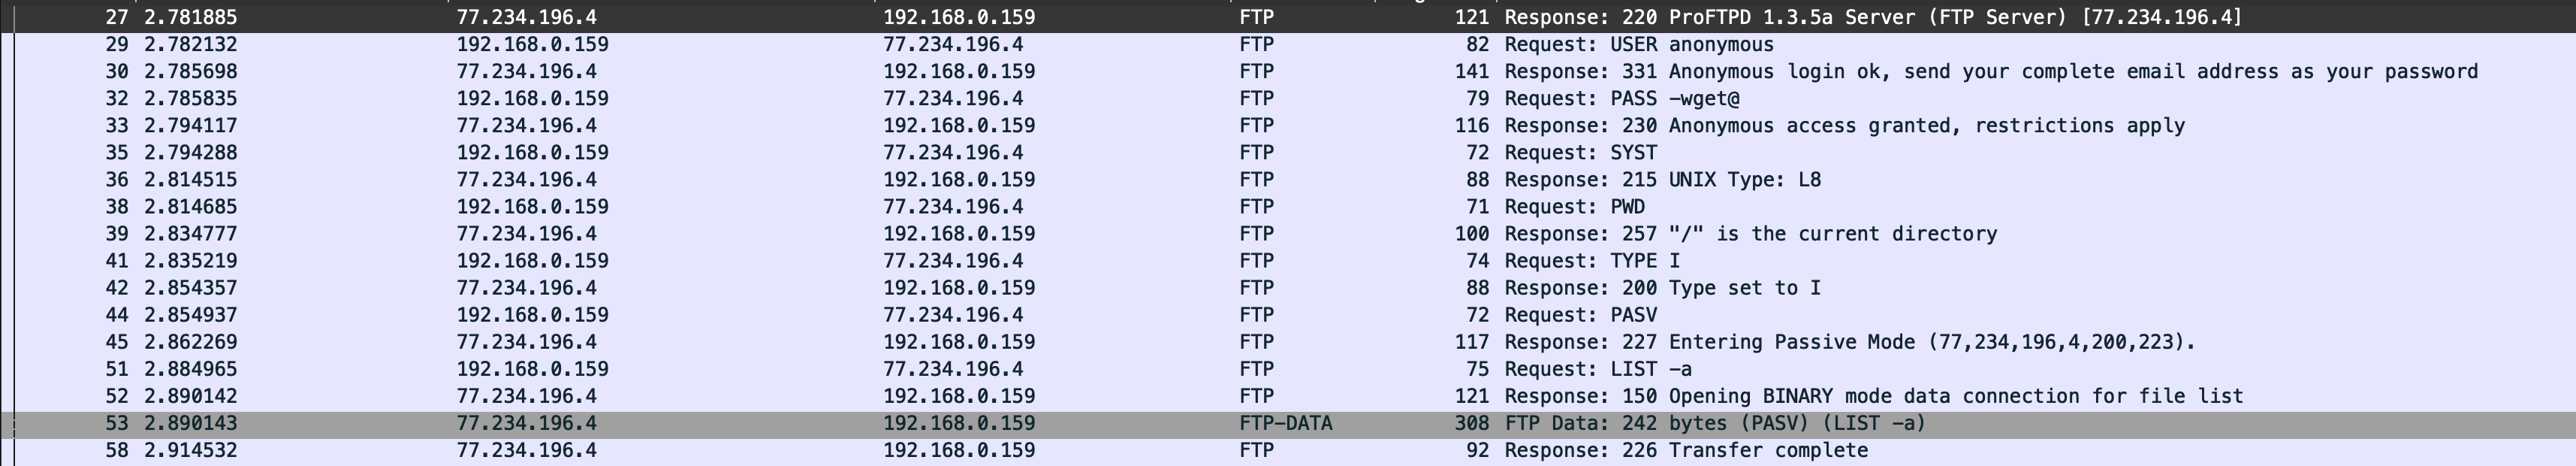 27 2.781885 77.234.196.4 192.168.0.159 FTP 121 Response: 220 ProFTPD 1.3.5a Server (FTP Server) [77.234.196.4]
29 2.782132 192.168.0.159 77.234.196.4 FTP 82 Request: USER anonymous
30 2.785698 77.234.196.4 192.168.0.159 FTP 141 Response: 331 Anonymous login ok, send your complete email address as your password
32 2.785835 192.168.0.159 77.234.196.4 FTP 79 Request: PASS -wget@
33 2.794117 77.234.196.4 192.168.0.159 FTP 116 Response: 230 Anonymous access granted, restrictions apply
35 2.794288 192.168.0.159 77.234.196.4 FTP 72 Request: SYST
36 2.814515 77.234.196.4 192.168.0.159 FTP 88 Response: 215 UNIX Type: L8
38 2.814685 192.168.0.159 77.234.196.4 FTP 71 Request: PWD
39 2.834777 77.234.196.4 192.168.0.159 FTP 100 Response: 257 "/" is the current directory
41 2.835219 192.168.0.159 77.234.196.4 FTP 74 Request: TYPE I
42 2.854357 77.234.196.4 192.168.0.159 FTP 88 Response: 200 Type set to I
44 2.854937 192.168.0.159 77.234.196.4 FTP 72 Request: PASV
45 2.862269 77.234.196.4 192.168.0.159 FTP 117 Response: 227 Entering Passive Mode (77,234,196,4,200,223).
51 2.884965 192.168.0.159 77.234.196.4 FTP 75 Request: LIST -a
52 2.890142 77.234.196.4 192.168.0.159 FTP 121 Response: 150 Opening BINARY mode data connection for file list
53 2.890143 77.234.196.4 192.168.0.159 FTP-DATA 308 FTP Data: 242 bytes (PASV) (LIST -a)
58 2.914532 77.234.196.4 192.168.0.159 FTP 92 Response: 226 Transfer complete